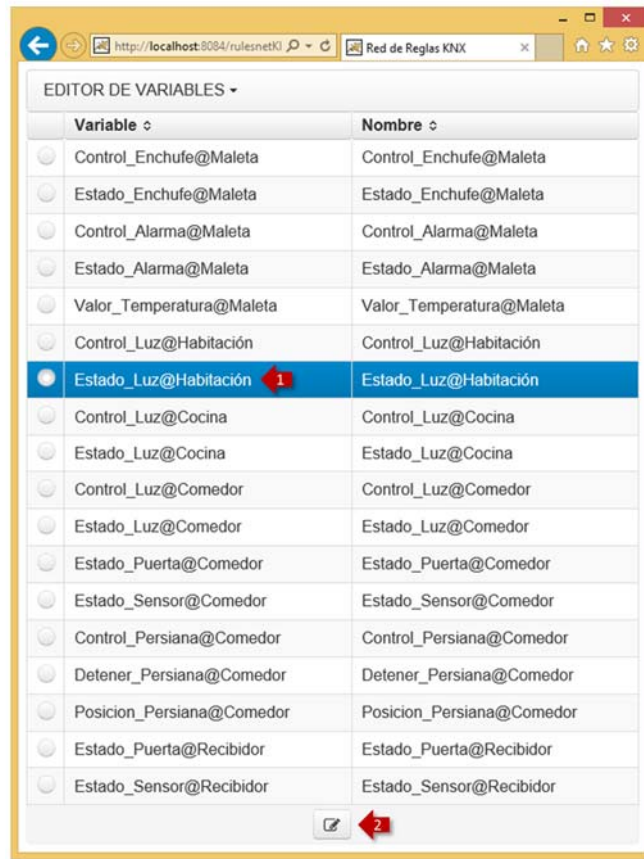 http://localhost:8084/rulesnetKl
Red de Reglas KNX
EDITOR DE VARIABLES
Variable Nombre
Control_Enchufe@Maleta Control_Enchufe@Maleta
Estado_Enchufe@Maleta Estado_Enchufe@Maleta
Control_Alarma@Maleta Control_Alarma@Maleta
Estado_Alarma@Maleta Estado_Alarma@Maleta
Valor_Temperatura@Maleta Valor_Temperatura@Maleta
Control_Luz@Habitación Control_Luz@Habitación
Estado_Luz@Habitación 1 Estado_Luz@Habitación
Control_Luz@Cocina Control_Luz@Cocina
Estado_Luz@Cocina Estado_Luz@Cocina
Control_Luz@Comedor Control_Luz@Comedor
Estado_Luz@Comedor Estado_Luz@Comedor
Estado_Puerta@Comedor Estado_Puerta@Comedor
Estado_Sensor@Comedor Estado_Sensor@Comedor
Control_Persiana@Comedor Control_Persiana@Comedor
Detener_Persiana@Comedor Detener_Persiana@Comedor
Posicion_Persiana@Comedor Posicion_Persiana@Comedor
Estado_Puerta@Recibidor Estado_Puerta@Recibidor
Estado_Sensor@Recibidor Estado_Sensor@Recibidor
2